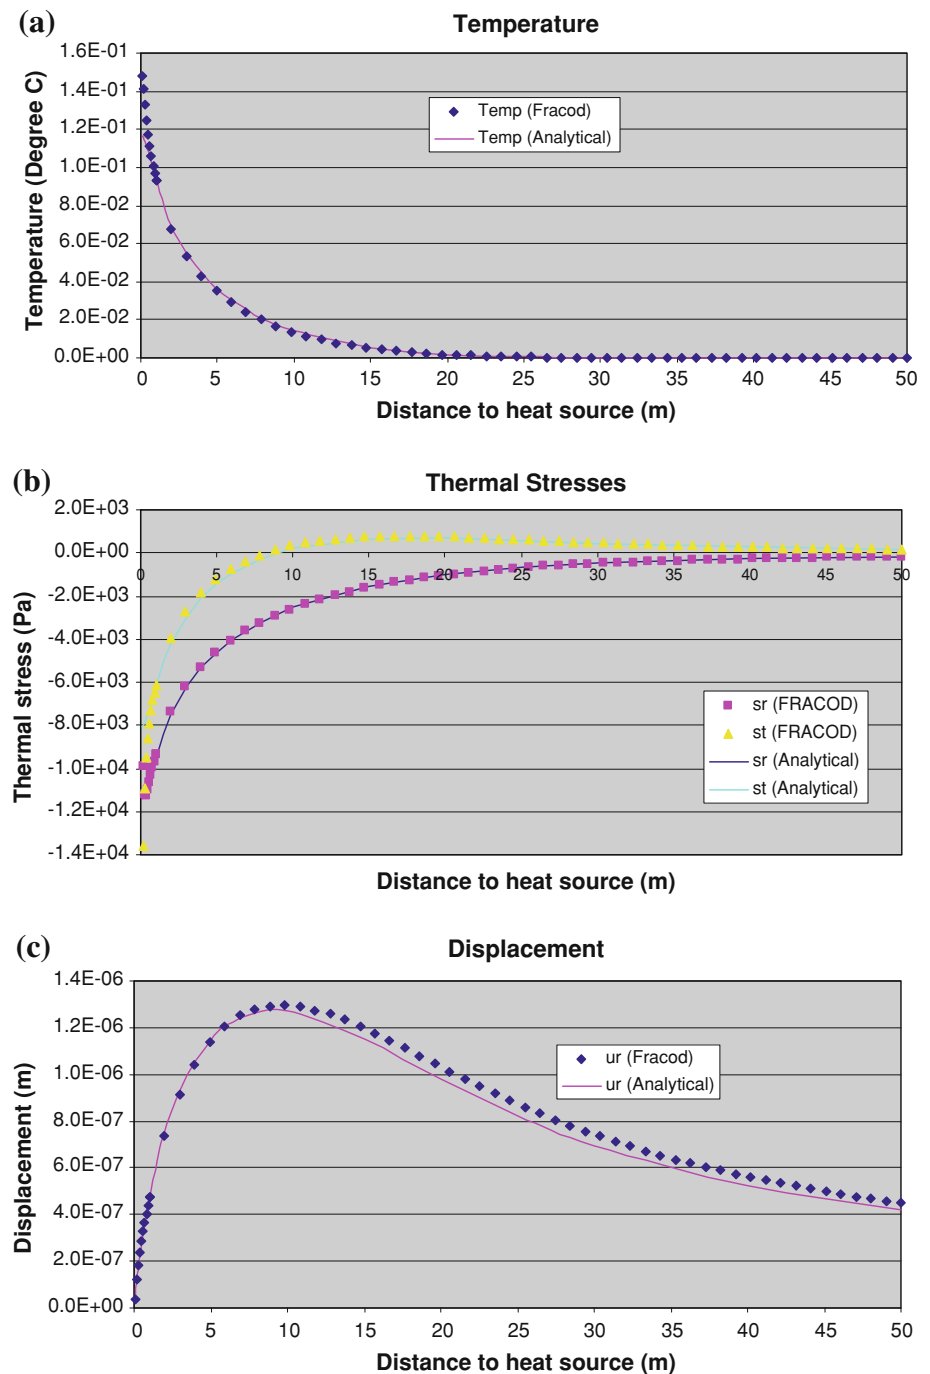 (a)
Temperature
1.6E-01
1.4E-01
1.2E-01
1.0E-01
8.0E-02
6.0E-02
4.0E-02
2.0E-02
0.0E+00
Temperature (Degree C)
Temp (Fracod)
Temp (Analytical)
0 5 10 15 20 25 30 35 40 45 50
Distance to heat source (m)
(b)
Thermal Stresses
2.0E+03
0.0E+00
-2.0E+03
-4.0E+03
-6.0E+03
-8.0E+03
-1.0E+04
-1.2E+04
-1.4E+04
Thermal stress (Pa)
0 5 10 15 20 25 30 35 40 45 50
sr (FRACOD)
st (FRACOD)
sr (Analytical)
st (Analytical)
Distance to heat source (m)
(c)
Displacement
1.4E-06
1.2E-06
1.0E-06
8.0E-07
6.0E-07
4.0E-07
2.0E-07
0.0E+00
Displacement (m)
ur (Fracod)
ur (Analytical)
0 5 10 15 20 25 30 35 40 45 50
Distance to heat source (m)